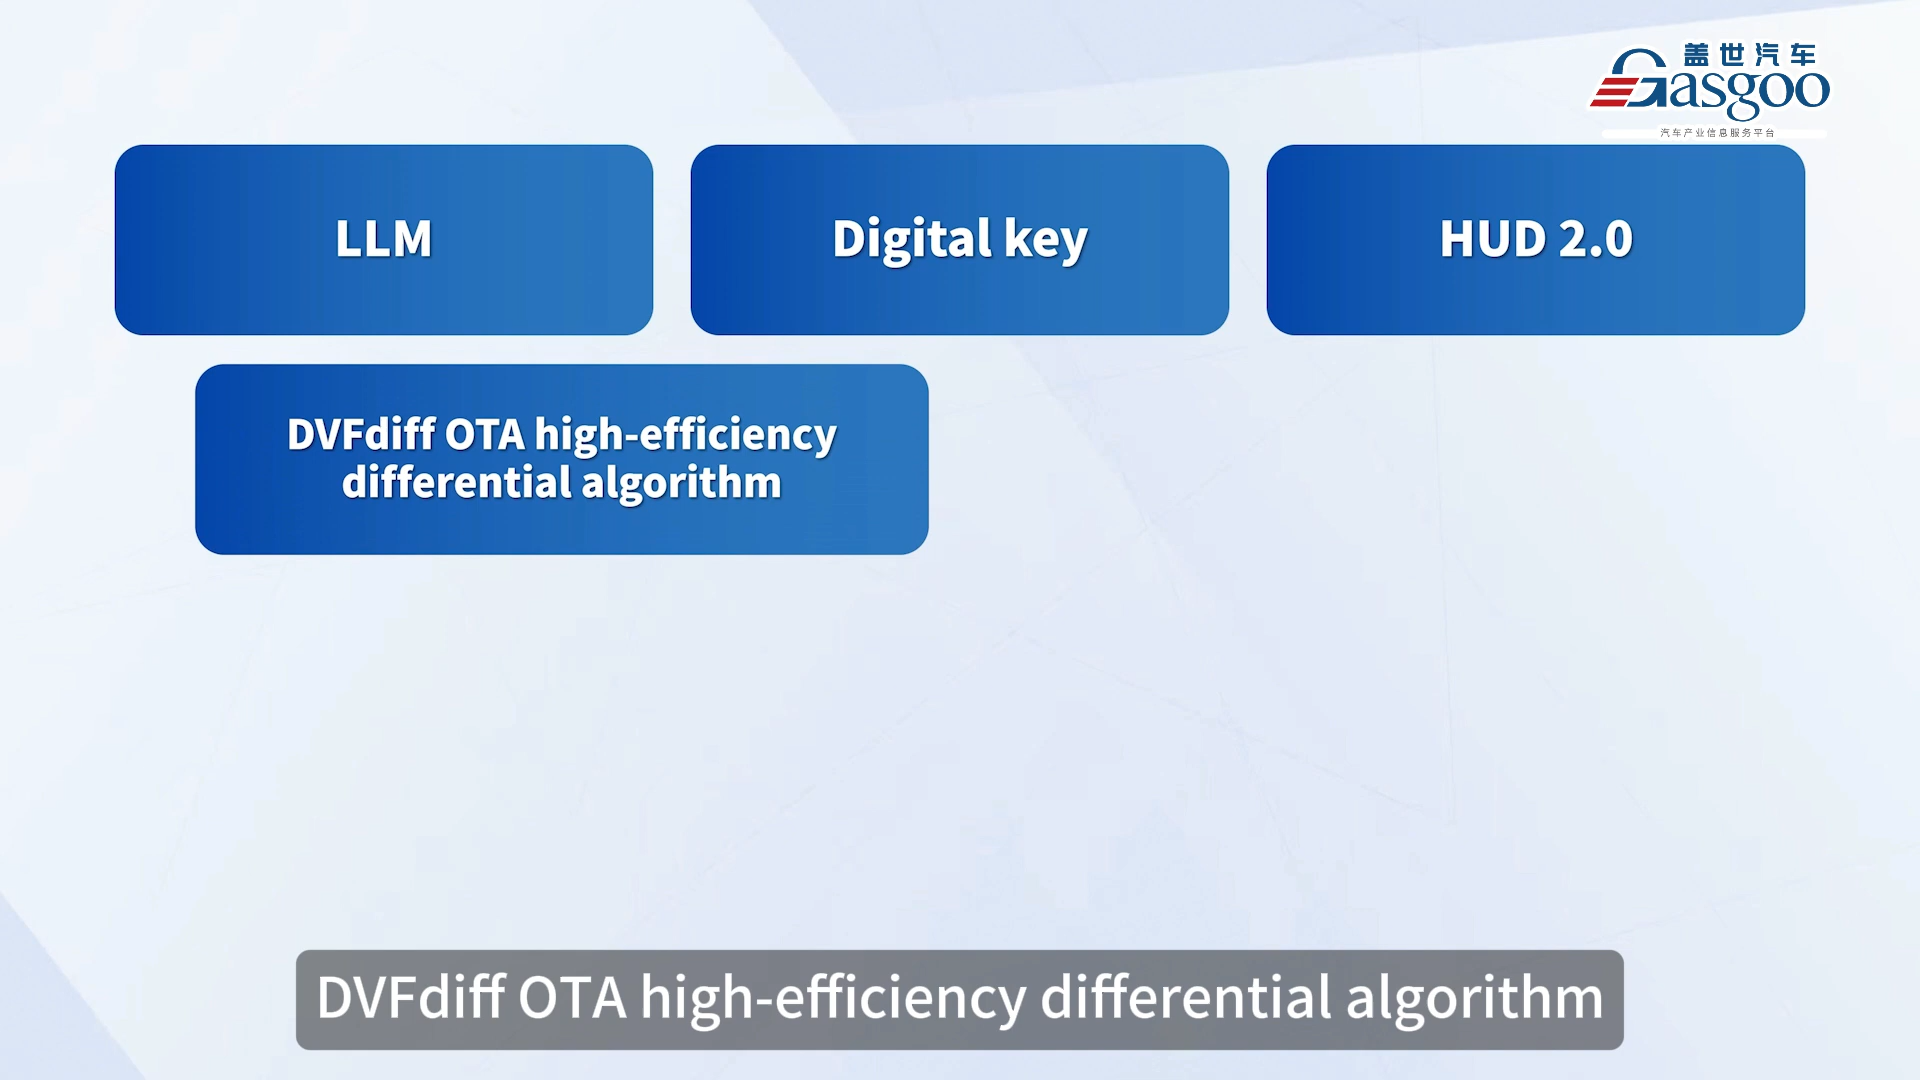 盖世汽车
Gasgoo
汽车产业信息服务平台
LLM
Digital key
HUD 2.0
DVFdiff OTA high-efficiency
differential algorithm
DVFdiff OTA high-efficiency differential algorithm